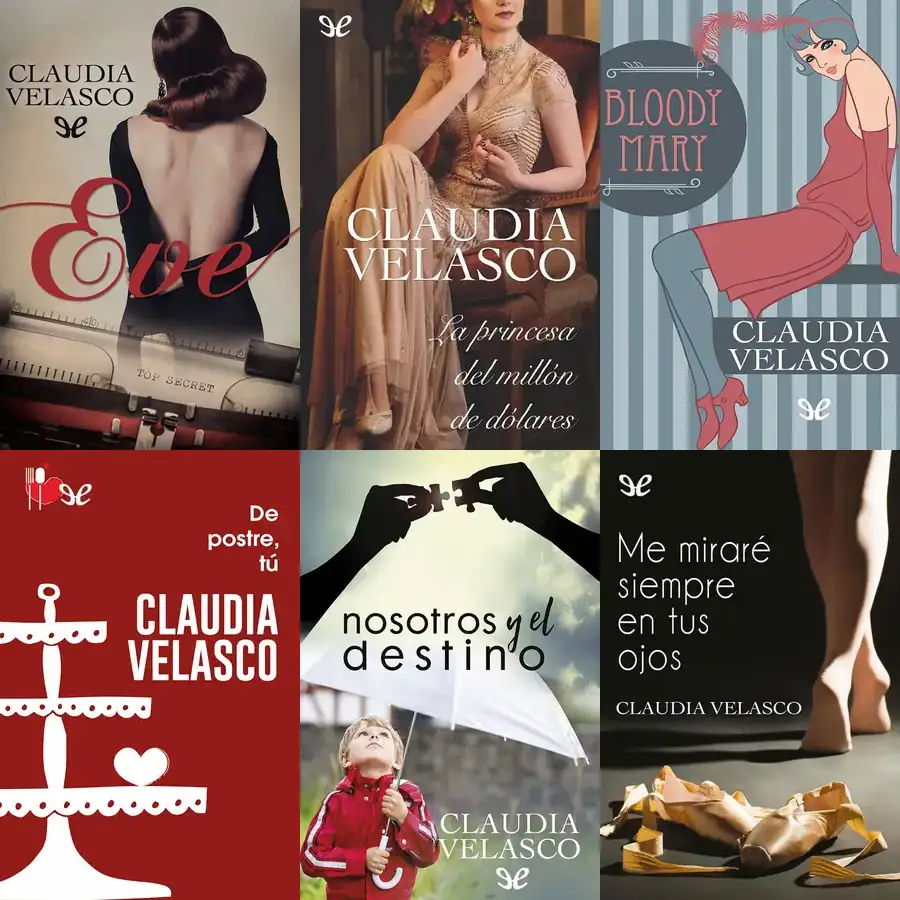 CLAUDIA
VELASCO
Eve
TOP SECRET
CLAUDIA
VELASCO
La princesa
del millón
de dólares
BLOODY
MARY
CLAUDIA
VELASCO
De
postre,
tú
CLAUDIA
VELASCO
nosotros y el
destino
CLAUDIA
VELASCO
Me miraré
siempre
en tus
ojos
CLAUDIA VELASCO